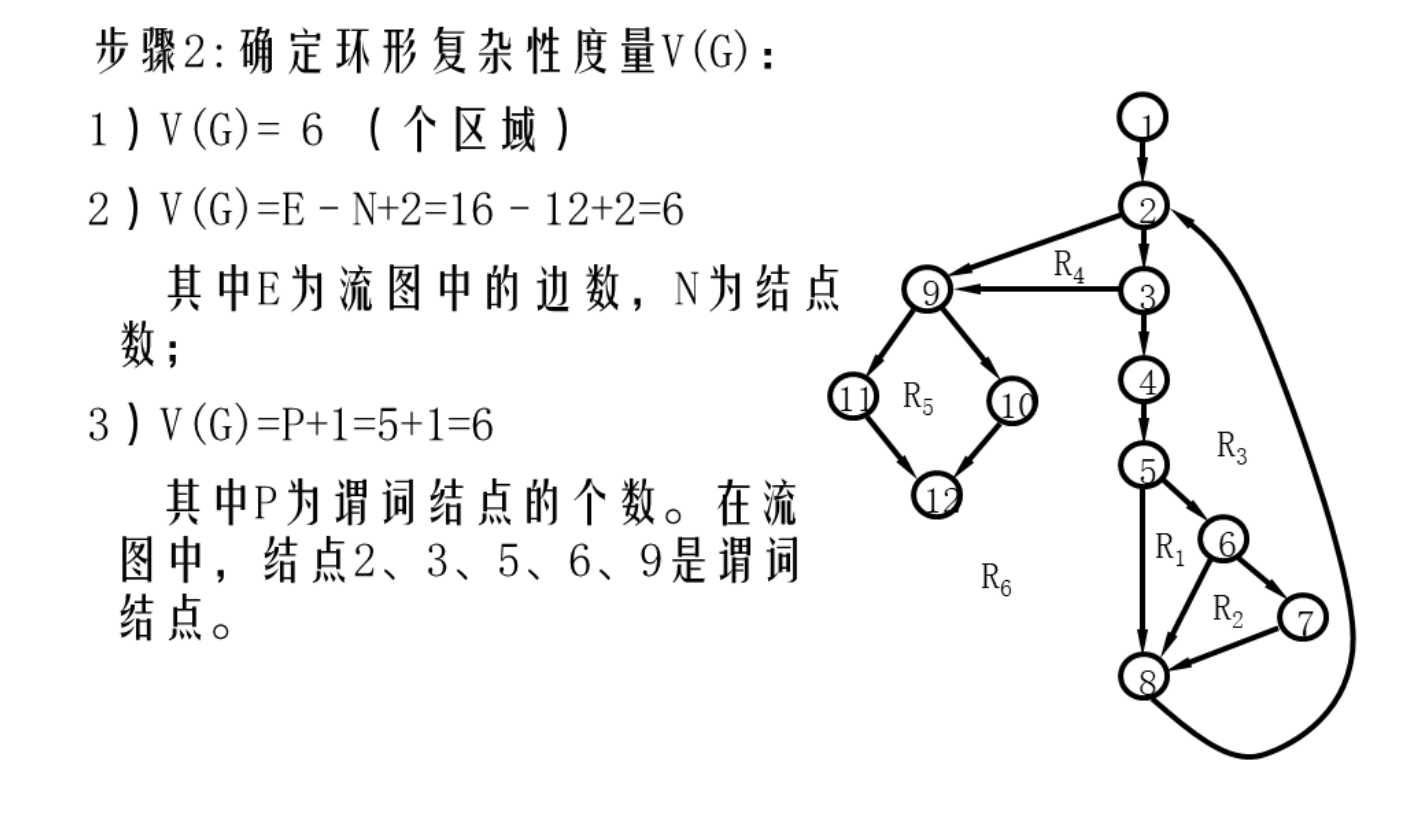 步骤2:确定环形复杂性度量V(G)：
1）V(G)= 6 （个区域）
2）V(G)=E－N+2=16－12+2=6
其中E为流图中的边数，N为结点
数；
3）V(G)=P+1=5+1=6
其中P为谓词结点的个数。在流
图中，结点2、3、5、6、9是谓词
结点。
1
2
R4
9
3
4
11
R5
10
R3
5
12
R1
6
R6
R2
7
8